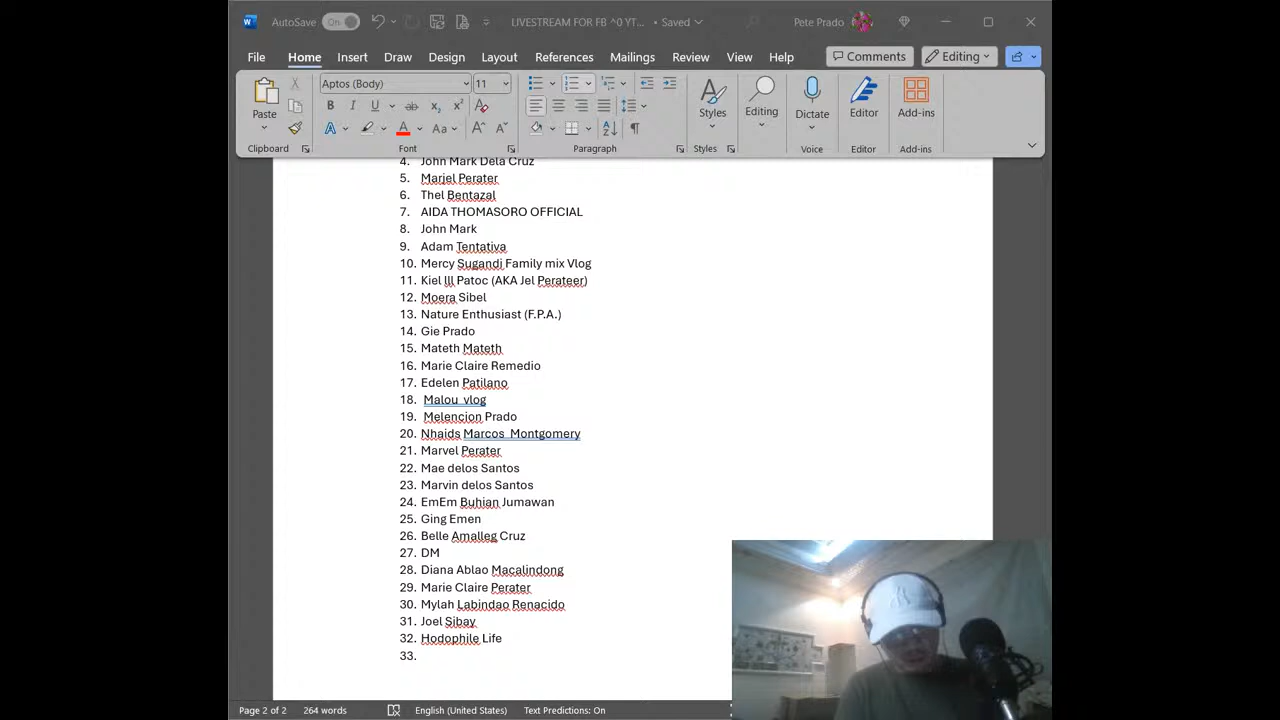 AutoSave
On
LIVESTREAM FOR FB ^0 YT...
• Saved
Pete Prado
File
Home
Insert
Draw
Design
Layout
References
Mailings
Review
View
Help
Comments
Editing
Paste
Clipboard
Aptos (Body)
11
B
I
U
ab
x₂
x²
A
A
A
Aa
A^
A˅
Font
Paragraph
Styles
Styles
Editing
Dictate
Voice
Editor
Editor
Add-ins
Add-ins
4. John Mark Dela Cruz
5. Marjel Perater
6. Thel Bentazal
7. AIDA THOMASORO OFFICIAL
8. John Mark
9. Adam Tentativa
10. Mercy Sugandi Family mix Vlog
11. Kiel lll Patoc (AKA Jel Perateer)
12. Moera Sibel
13. Nature Enthusiast (F.P.A.)
14. Gie Prado
15. Mateth Mateth
16. Marie Claire Remedio
17. Edelen Patilano
18. Malou vlog
19. Melencion Prado
20. Nhaids Marcos Montgomery
21. Marvel Perater
22. Mae delos Santos
23. Marvin delos Santos
24. EmEm Buhian Jumawan
25. Ging Emen
26. Belle Amalleg Cruz
27. DM
28. Diana Ablao Macalindong
29. Marie Claire Perater
30. Mylah Labindao Renacido
31. Joel Sibay
32. Hodophile Life
33.
Page 2 of 2
264 words
English (United States)
Text Predictions: On